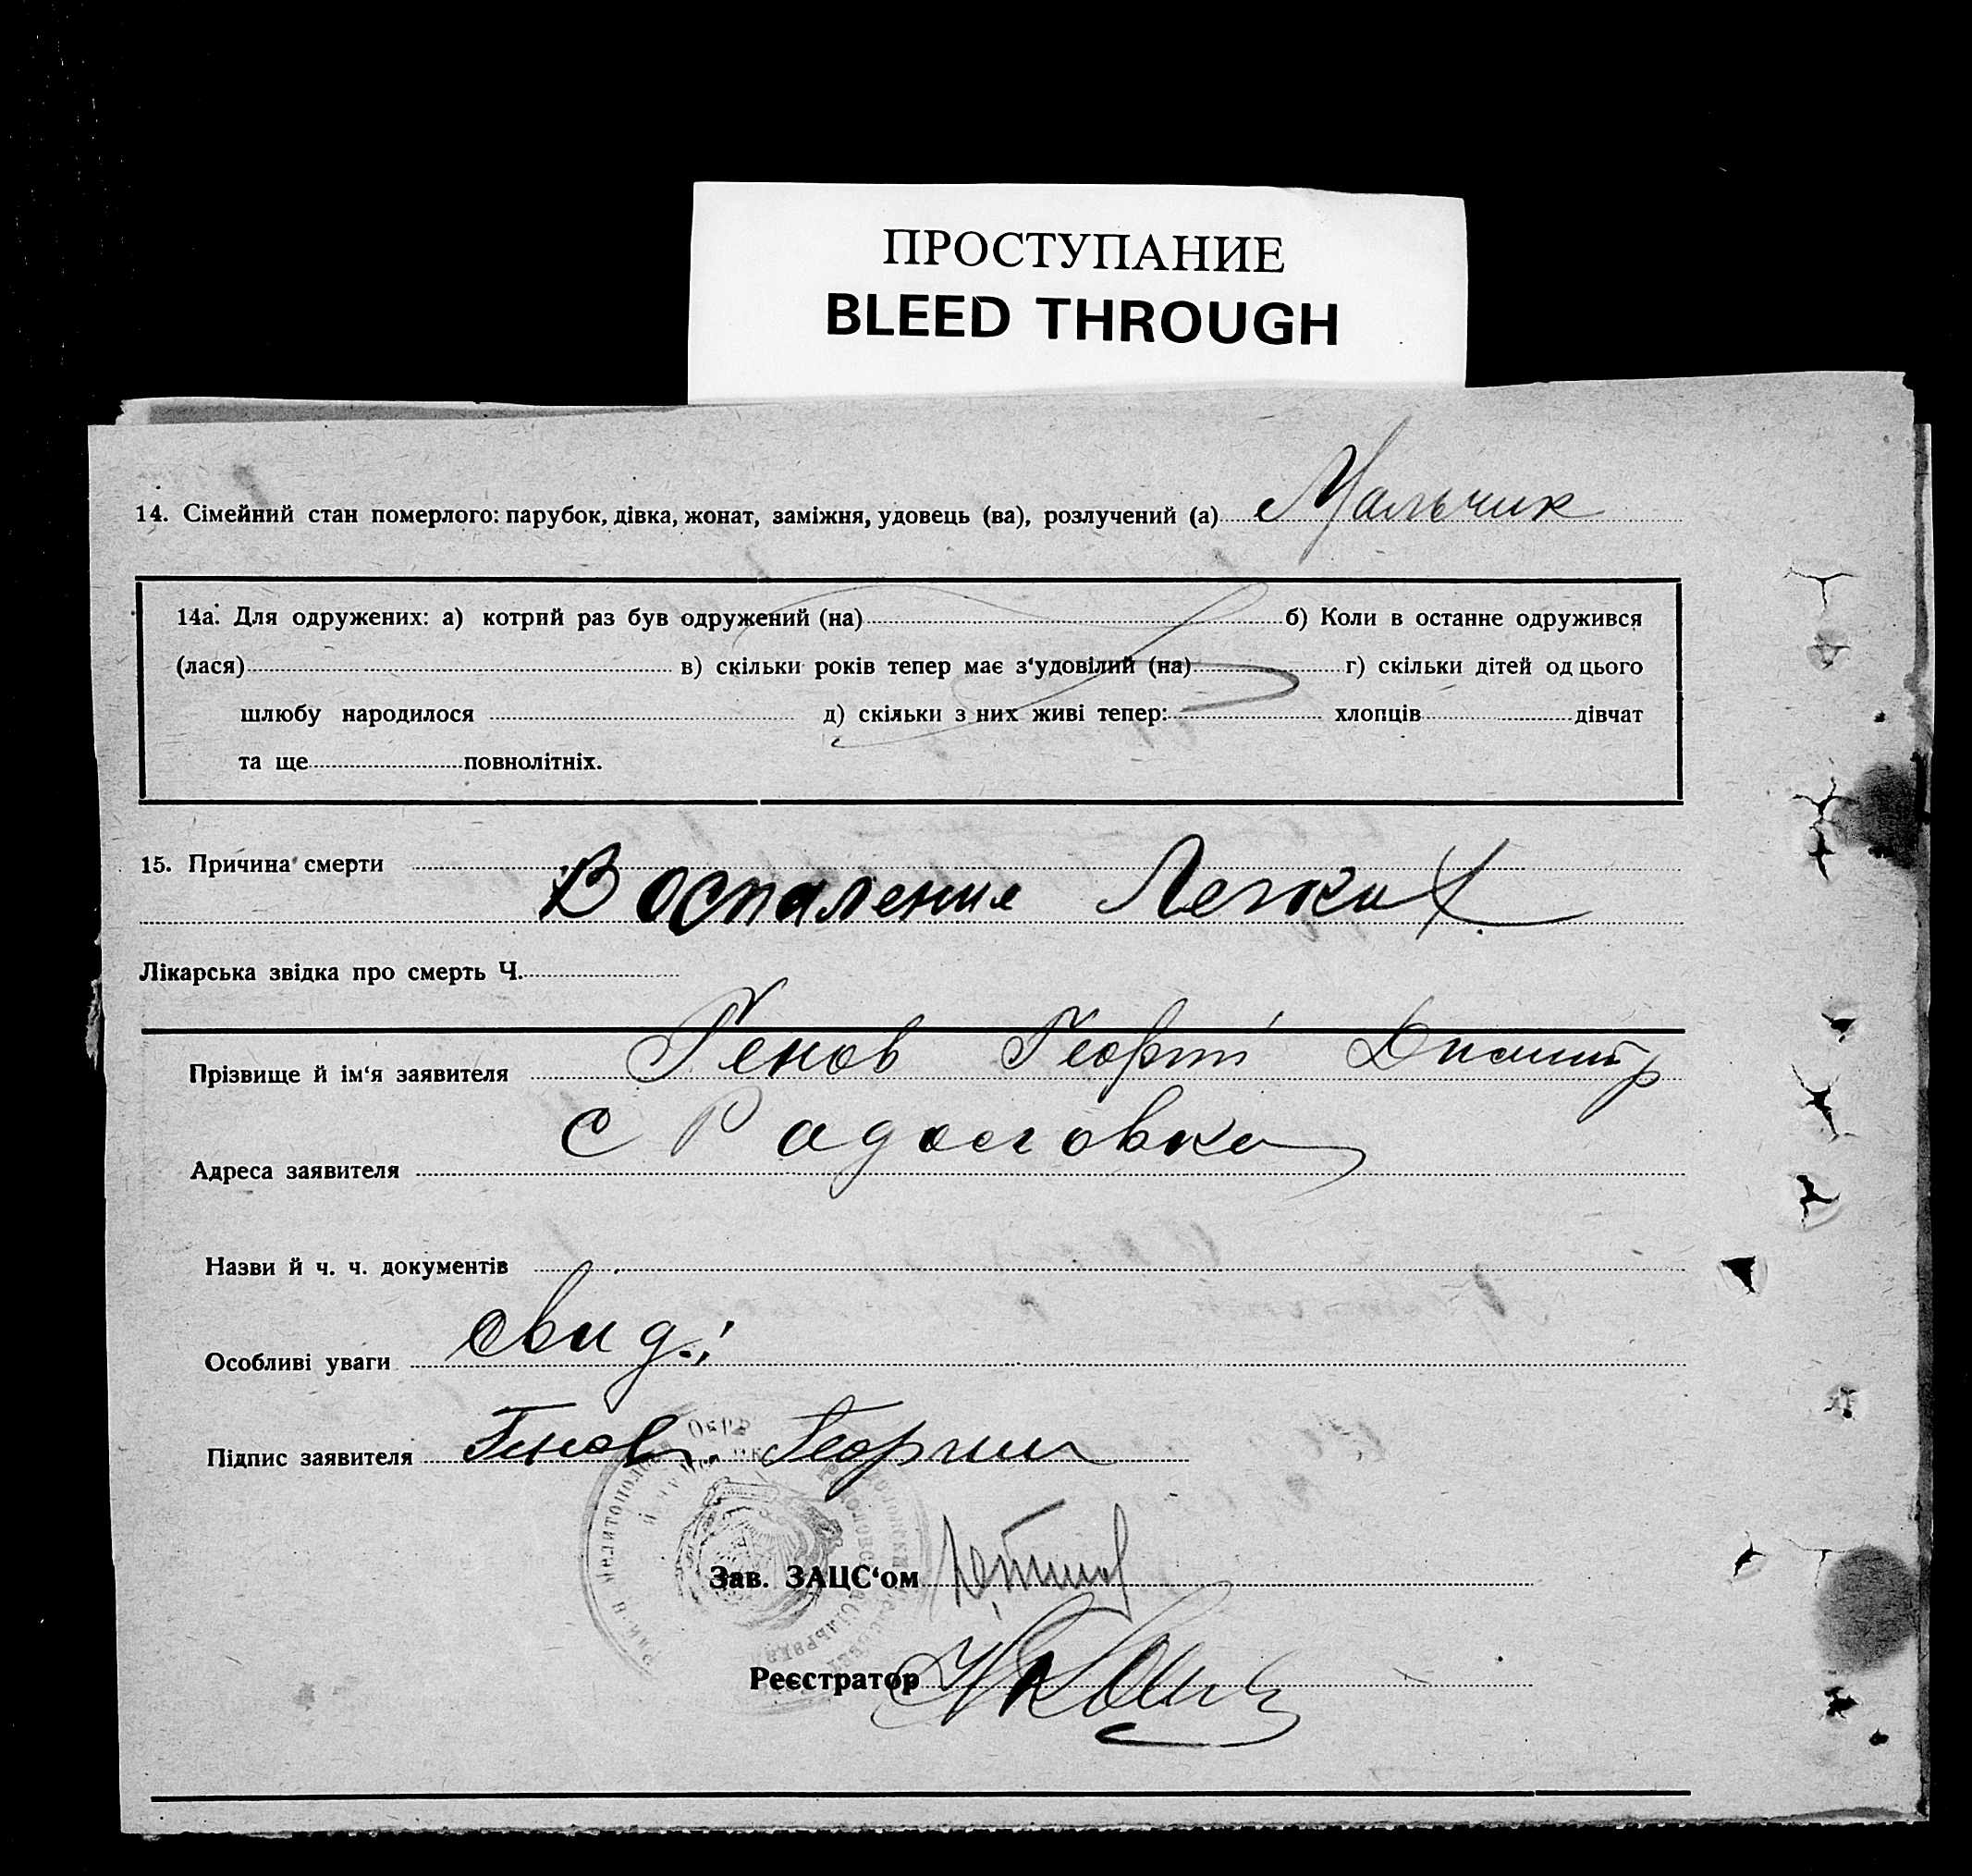 ПРОСТУПАНИЕ
BLEED THROUGH
14. Сімейний стан померлого: парубок, дівка, жонат, заміжня, удовець (ва), розлучений (а) Мальчик
14а. Для одружених: а) котрий раз був одружений (на) б) Коли в останне одружився
(лася) в) скільки років тепер має з‘удовілий (на) г) скільки дітей од цього
шлюбу народилося д) скільки з них живі тепер: хлопців дівчат
та ще повнолітніх.
15. Причина смерти
Воспаление Легких
Лікарська звідка про смерть Ч.
Прізвище й ім‘я заявителя Генов Георгий Дмитр
с Радоловка
Адреса заявителя
Назви й ч. ч. документів
Особливі уваги свид.;
Підпис заявителя Генов Георгии
Зав. ЗАЦС‘ом
Реєстратор